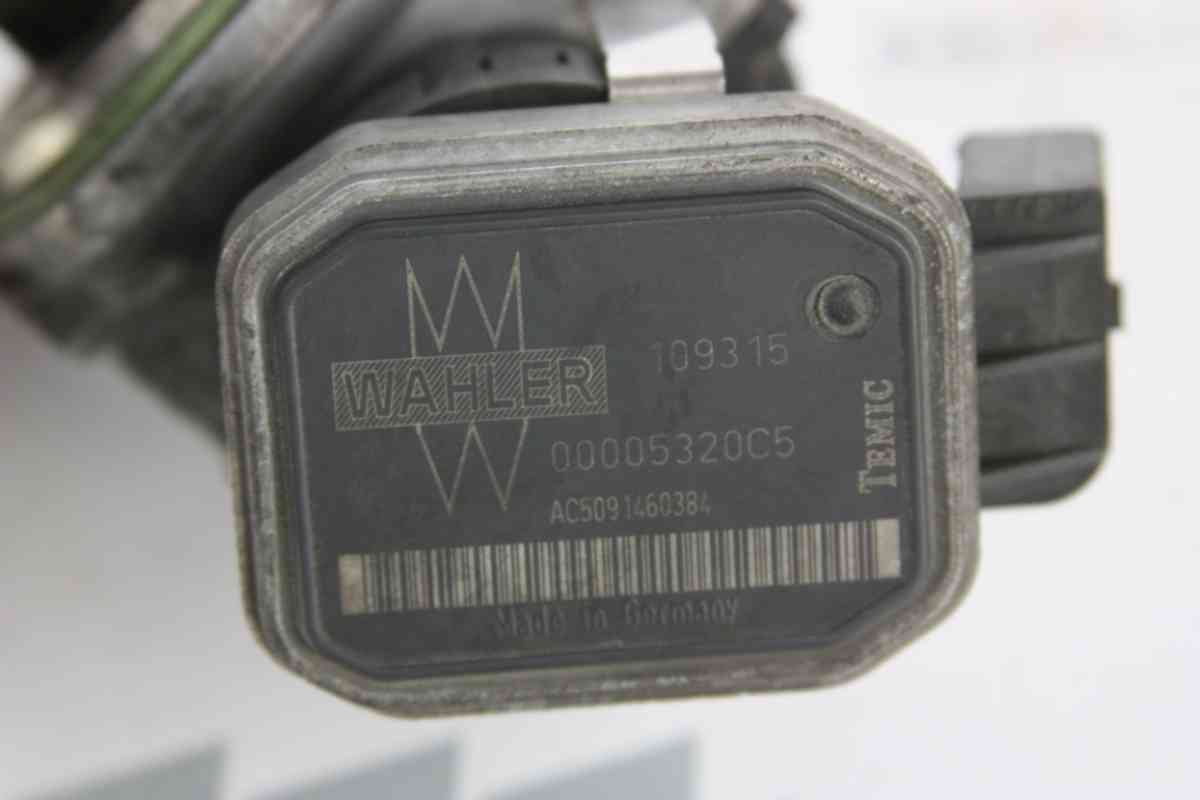 WAHLER
109315
00005320C5
TEMIC
AC5091460384
Made in Germany